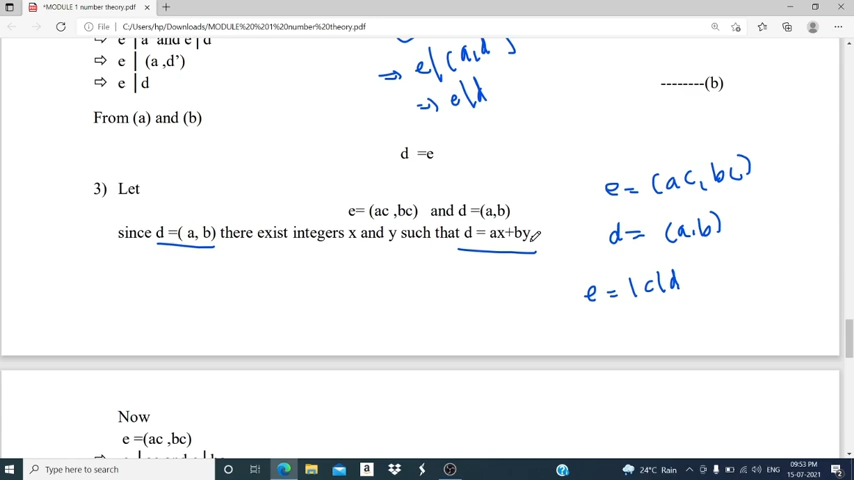 *MODULE 1 number theory.pdf
File | C:/Users/hp/Downloads/MODULE%201%20number%20theory.pdf
⇒ e | a and e | d
⇒ e | (a ,d’)
⇒ e | d
--------(b)
⇒ e|(a,d')
⇒ e|d
From (a) and (b)
d =e
3) Let
e= (ac ,bc) and d =(a,b)
since d =( a, b) there exist integers x and y such that d = ax+by
e= (ac, bc)
d= (a,b)
e = |c|d
Now
e =(ac ,bc)
Type here to search
24°C Rain
ENG
09:53 PM
15-07-2021
2